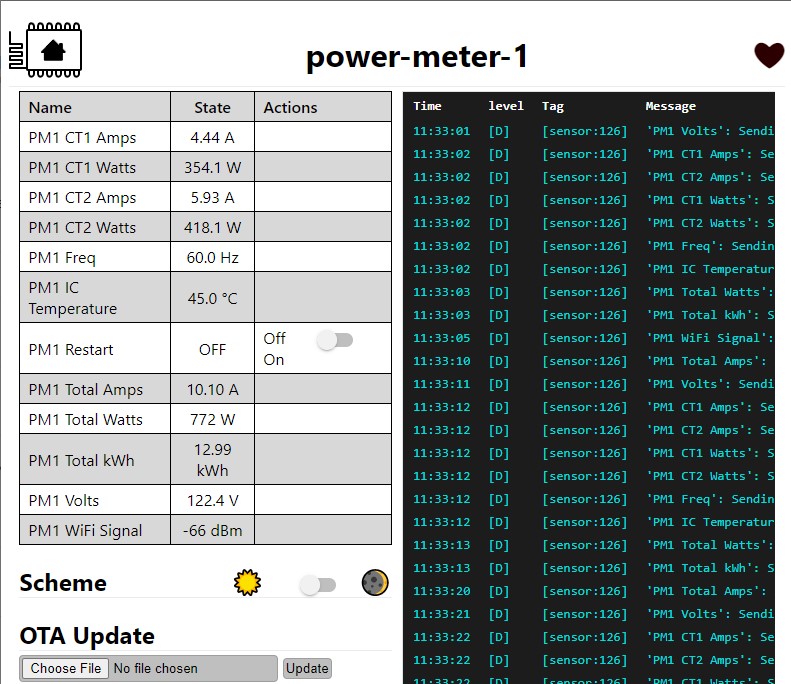 power-meter-1
Name State Actions
PM1 CT1 Amps 4.44 A
PM1 CT1 Watts 354.1 W
PM1 CT2 Amps 5.93 A
PM1 CT2 Watts 418.1 W
PM1 Freq 60.0 Hz
PM1 IC
Temperature 45.0 °C
PM1 Restart OFF Off
On
PM1 Total Amps 10.10 A
PM1 Total Watts 772 W
PM1 Total kWh 12.99
kWh
PM1 Volts 122.4 V
PM1 WiFi Signal -66 dBm
Scheme
OTA Update
Choose File No file chosen Update
Time level Tag Message
11:33:01 [D] [sensor:126] 'PM1 Volts': Sendi
11:33:02 [D] [sensor:126] 'PM1 CT1 Amps': Se
11:33:02 [D] [sensor:126] 'PM1 CT2 Amps': Se
11:33:02 [D] [sensor:126] 'PM1 CT1 Watts': S
11:33:02 [D] [sensor:126] 'PM1 CT2 Watts': S
11:33:02 [D] [sensor:126] 'PM1 Freq': Sendin
11:33:02 [D] [sensor:126] 'PM1 IC Temperatur
11:33:03 [D] [sensor:126] 'PM1 Total Watts':
11:33:03 [D] [sensor:126] 'PM1 Total kWh': S
11:33:05 [D] [sensor:126] 'PM1 WiFi Signal':
11:33:10 [D] [sensor:126] 'PM1 Total Amps':
11:33:11 [D] [sensor:126] 'PM1 Volts': Sendi
11:33:12 [D] [sensor:126] 'PM1 CT1 Amps': Se
11:33:12 [D] [sensor:126] 'PM1 CT2 Amps': Se
11:33:12 [D] [sensor:126] 'PM1 CT1 Watts': S
11:33:12 [D] [sensor:126] 'PM1 CT2 Watts': S
11:33:12 [D] [sensor:126] 'PM1 Freq': Sendin
11:33:12 [D] [sensor:126] 'PM1 IC Temperatur
11:33:13 [D] [sensor:126] 'PM1 Total Watts':
11:33:13 [D] [sensor:126] 'PM1 Total kWh': S
11:33:20 [D] [sensor:126] 'PM1 Total Amps':
11:33:21 [D] [sensor:126] 'PM1 Volts': Sendi
11:33:22 [D] [sensor:126] 'PM1 CT1 Amps': Se
11:33:22 [D] [sensor:126] 'PM1 CT2 Amps': Se
11:33:22 [D] [sensor:126] 'PM1 CT1 Watts': S